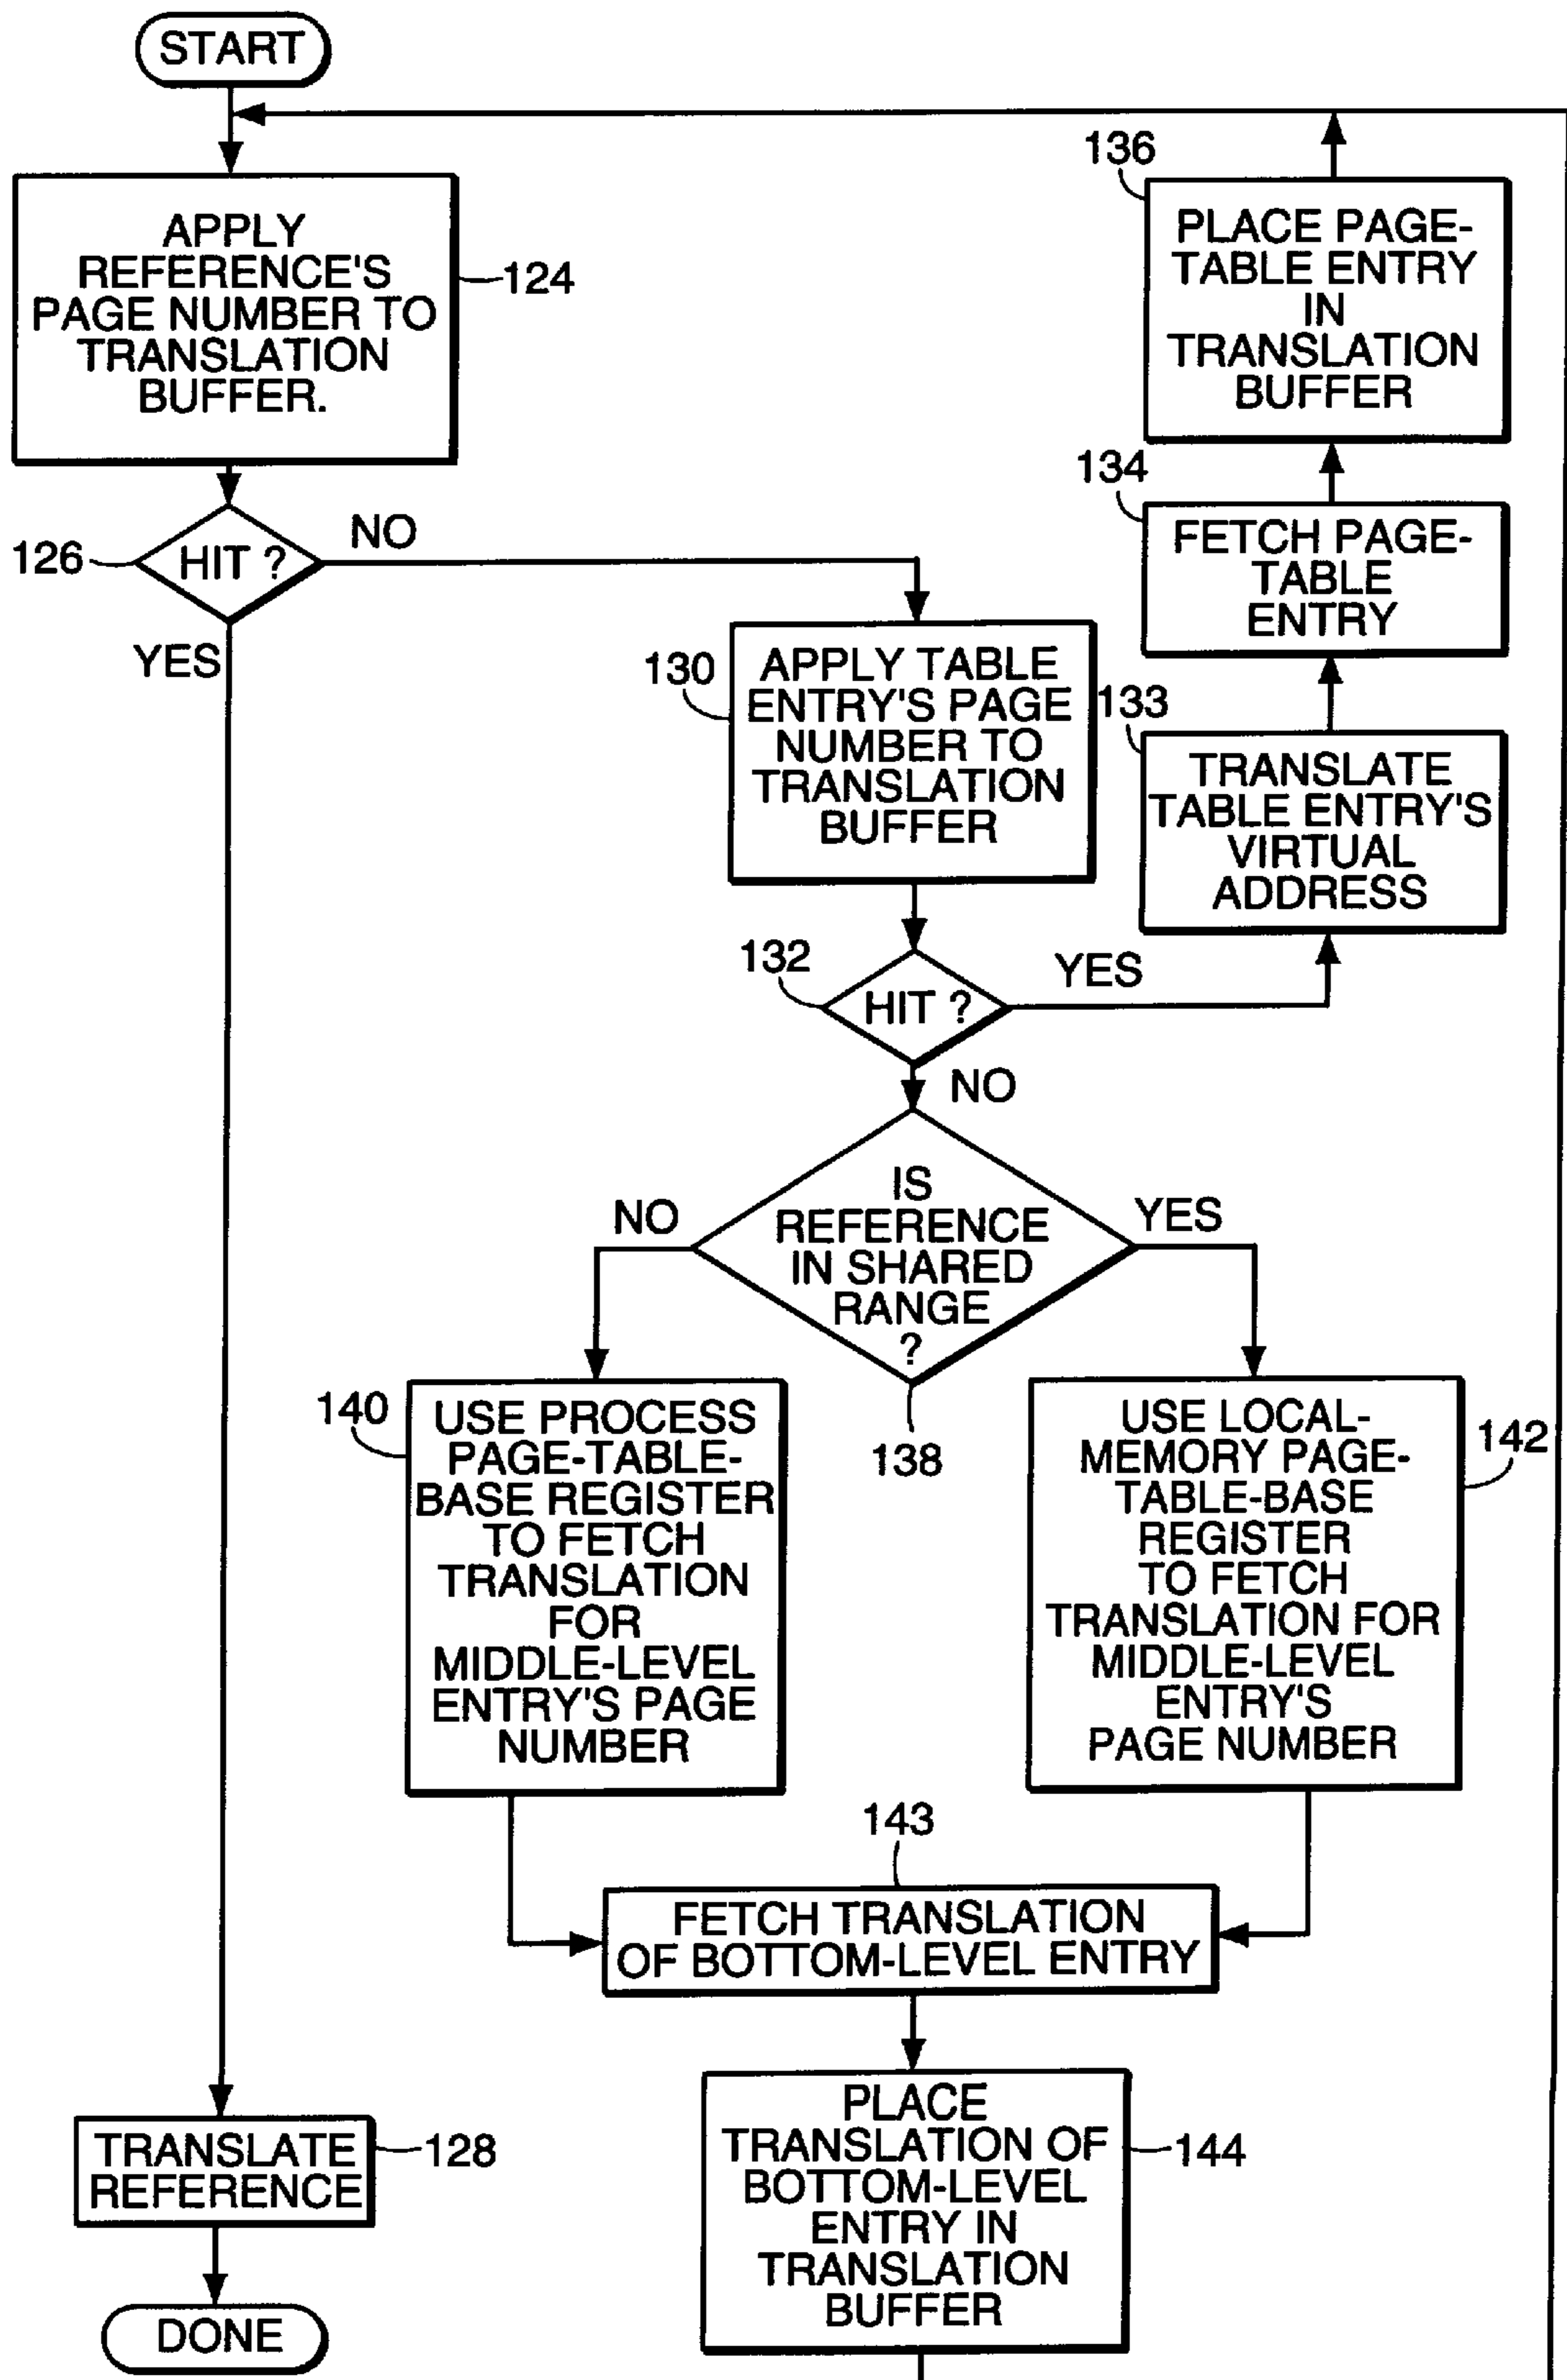 START
APPLY
REFERENCE'S
PAGE NUMBER TO
TRANSLATION
BUFFER.
124
126
HIT ?
NO
YES
130
APPLY TABLE
ENTRY'S PAGE
NUMBER TO
TRANSLATION
BUFFER
136
PLACE PAGE-
TABLE ENTRY
IN
TRANSLATION
BUFFER
134
FETCH PAGE-
TABLE
ENTRY
133
TRANSLATE
TABLE ENTRY'S
VIRTUAL
ADDRESS
132
HIT ?
YES
NO
IS
REFERENCE
IN SHARED
RANGE
?
NO
YES
138
140
USE PROCESS
PAGE-TABLE-
BASE REGISTER
TO FETCH
TRANSLATION
FOR
MIDDLE-LEVEL
ENTRY'S PAGE
NUMBER
USE LOCAL-
MEMORY PAGE-
TABLE-BASE
REGISTER
TO FETCH
TRANSLATION FOR
MIDDLE-LEVEL
ENTRY'S
PAGE NUMBER
142
143
FETCH TRANSLATION
OF BOTTOM-LEVEL ENTRY
PLACE
TRANSLATION OF
BOTTOM-LEVEL
ENTRY IN
TRANSLATION
BUFFER
144
TRANSLATE
REFERENCE
128
DONE